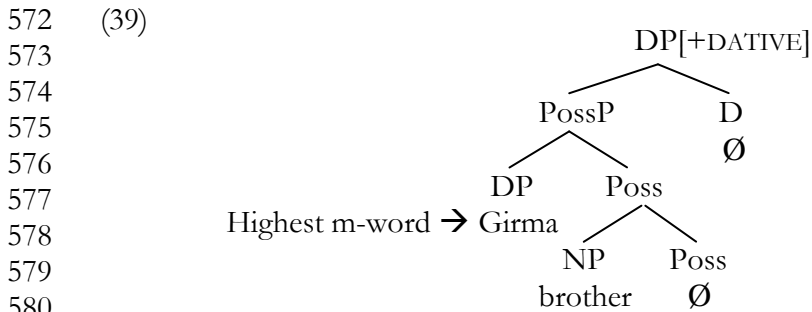 572 (39)
573 DP[+DATIVE]
574
575 PossP D
576 Ø
577 DP Poss
578 Highest m-word → Girma
579 NP Poss
580 brother Ø